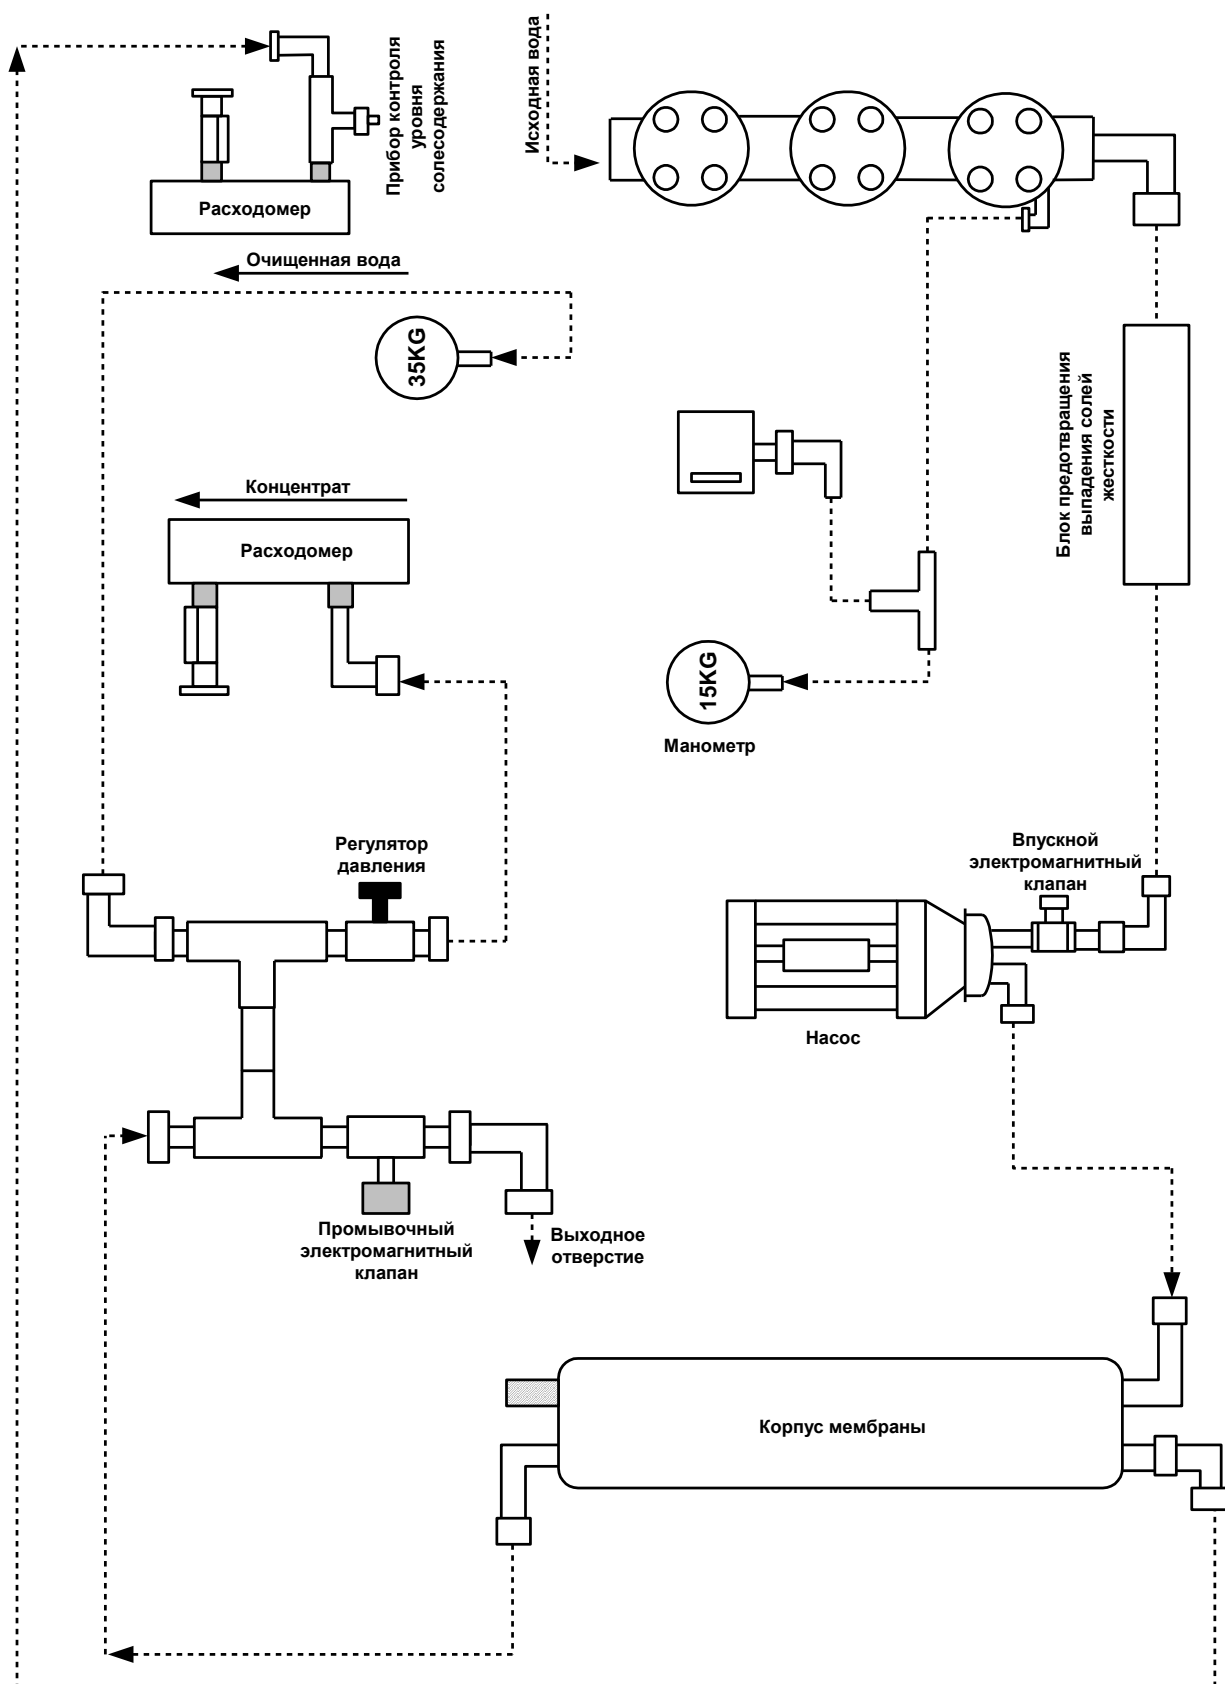 Исходная вода
Прибор контроля
уровня
солесодержания
Расходомер
Очищенная вода
35KG
Блок предотвращения
выпадения солей
жесткости
Концентрат
Расходомер
15KG
Манометр
Регулятор
давления
Впускной
электромагнитный
клапан
Насос
Промывочный
электромагнитный
клапан
Выходное
отверстие
Корпус мембраны